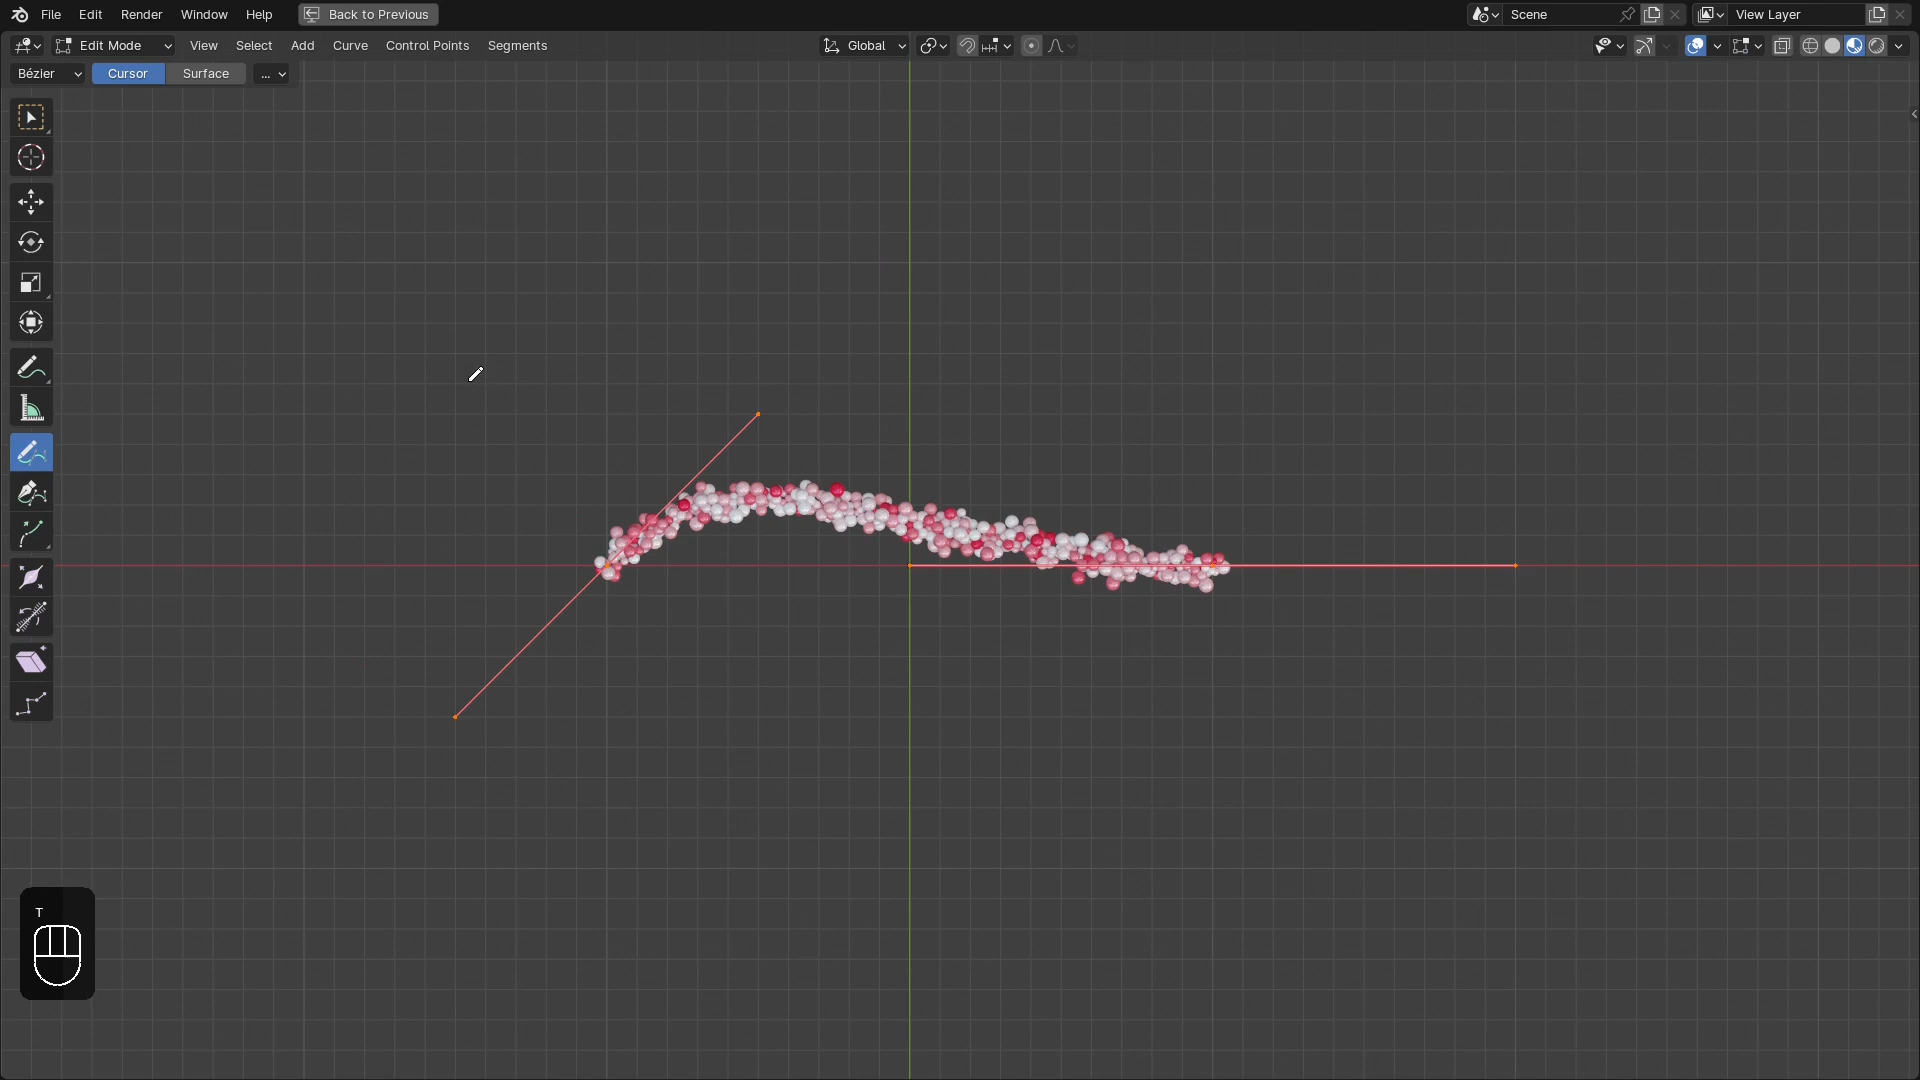 File Edit Render Window Help Back to Previous Scene View Layer
Edit Mode View Select Add Curve Control Points Segments Global
Bézier Cursor Surface ...
T